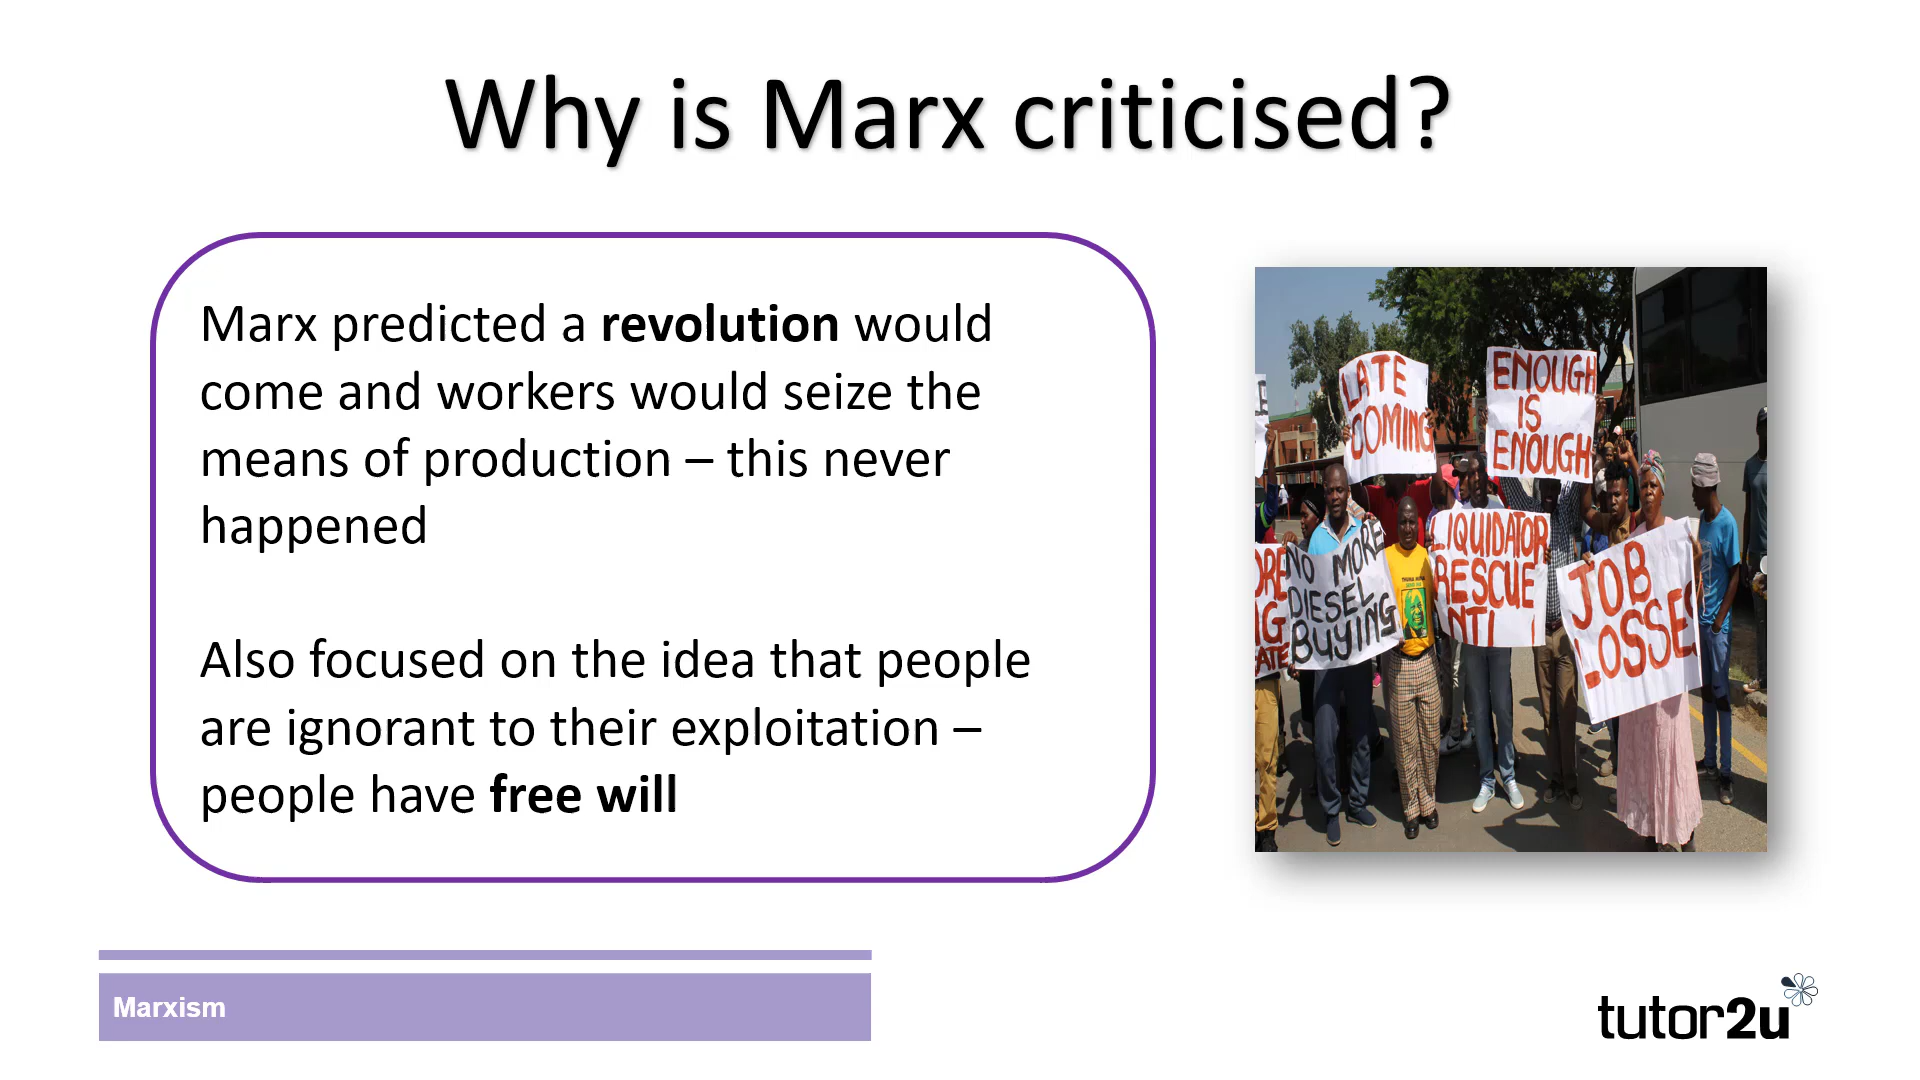 Why is Marx criticised?
Marx predicted a revolution would
come and workers would seize the
means of production – this never
happened
Also focused on the idea that people
are ignorant to their exploitation –
people have free will
LATE
COMING
ENOUGH
IS
ENOUGH
NO MORE
DIESEL
BUYING
LIQUIDATOR
RESCUE
JOB
LOSSES
Marxism
tutor2u